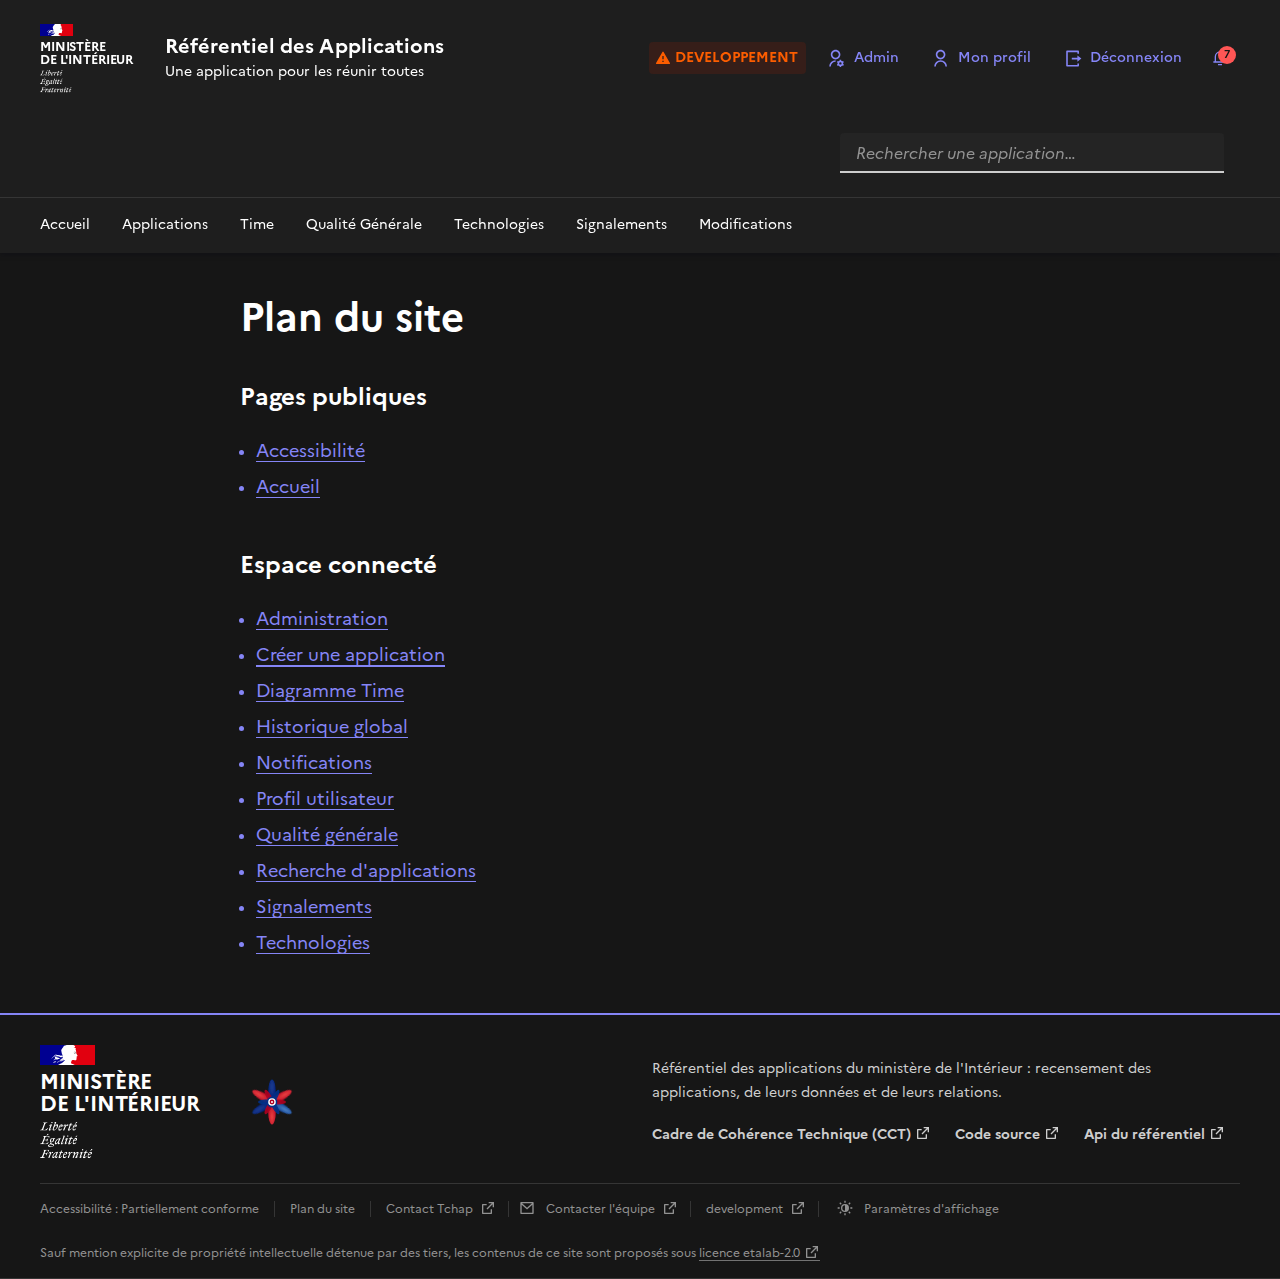 MINISTÈRE
DE L'INTÉRIEUR
Liberté
Égalité
Fraternité
Référentiel des Applications
Une application pour les réunir toutes
DEVELOPPEMENT
Admin
Mon profil
Déconnexion
7
Rechercher une application...
Accueil
Applications
Time
Qualité Générale
Technologies
Signalements
Modifications
Plan du site
Pages publiques
Accessibilité
Accueil
Espace connecté
Administration
Créer une application
Diagramme Time
Historique global
Notifications
Profil utilisateur
Qualité générale
Recherche d'applications
Signalements
Technologies
MINISTÈRE
DE L'INTÉRIEUR
Liberté
Égalité
Fraternité
Référentiel des applications du ministère de l'Intérieur : recensement des
applications, de leurs données et de leurs relations.
Cadre de Cohérence Technique (CCT)
Code source
Api du référentiel
Accessibilité : Partiellement conforme
Plan du site
Contact Tchap
Contacter l'équipe
development
Paramètres d'affichage
Sauf mention explicite de propriété intellectuelle détenue par des tiers, les contenus de ce site sont proposés sous licence etalab-2.0